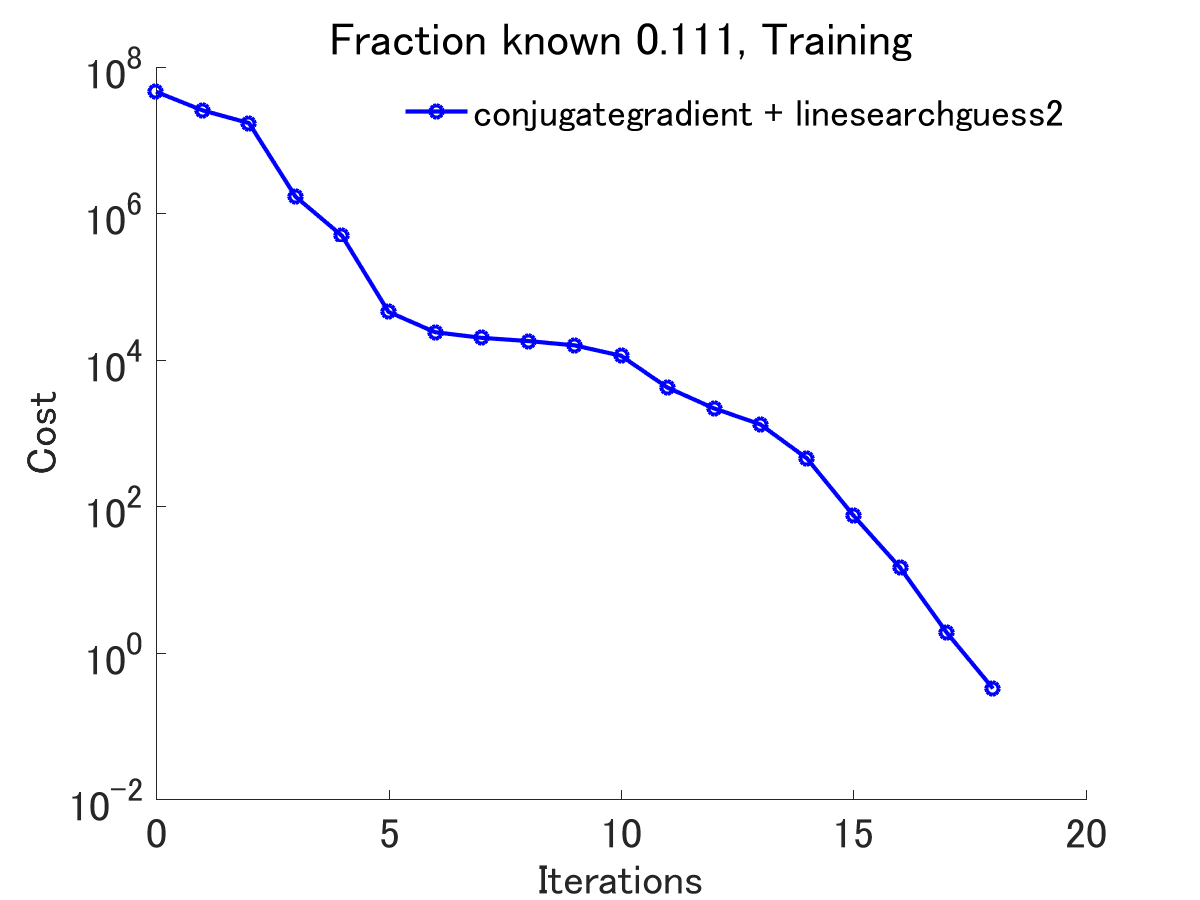 Fraction known 0.111, Training
conjugategradient + linesearchguess2
10^8
10^6
10^4
10^2
10^0
10^-2
Cost
0 5 10 15 20
Iterations